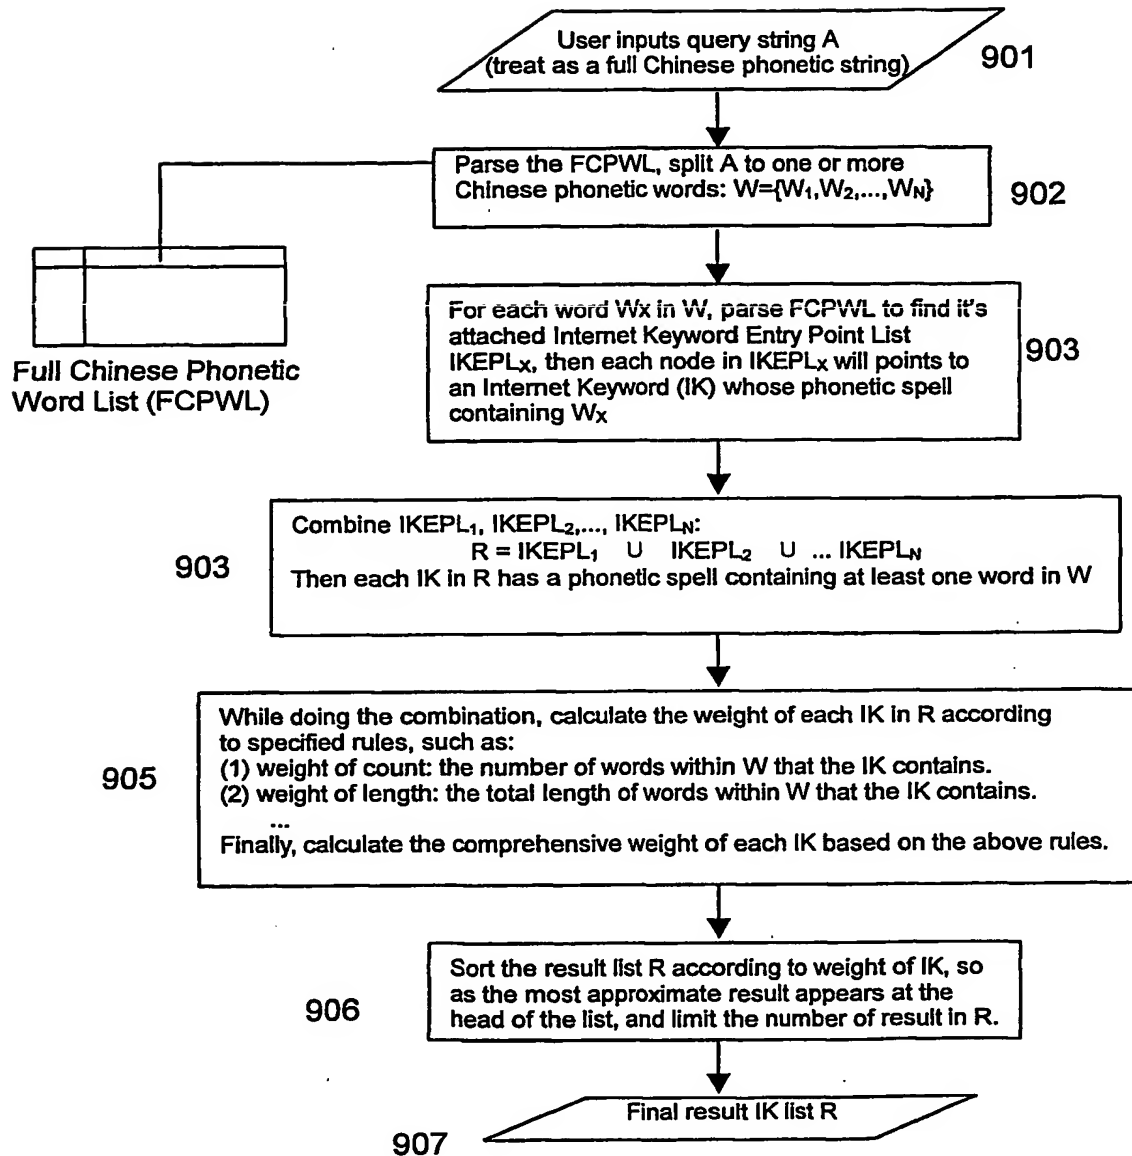 User inputs query string A
(treat as a full Chinese phonetic string)
901
Parse the FCPWL, split A to one or more
Chinese phonetic words: W={W₁,W₂,...,W_N}
902
Full Chinese Phonetic
Word List (FCPWL)
For each word Wx in W, parse FCPWL to find it's
attached Internet Keyword Entry Point List
IKEPLₓ, then each node in IKEPLₓ will points to
an Internet Keyword (IK) whose phonetic spell
containing Wₓ
903
Combine IKEPL₁, IKEPL₂,..., IKEPL_N:
R = IKEPL₁ U IKEPL₂ U ... IKEPL_N
Then each IK in R has a phonetic spell containing at least one word in W
903
While doing the combination, calculate the weight of each IK in R according
to specified rules, such as:
(1) weight of count: the number of words within W that the IK contains.
(2) weight of length: the total length of words within W that the IK contains.
...
Finally, calculate the comprehensive weight of each IK based on the above rules.
905
Sort the result list R according to weight of IK, so
as the most approximate result appears at the
head of the list, and limit the number of result in R.
906
Final result IK list R
907